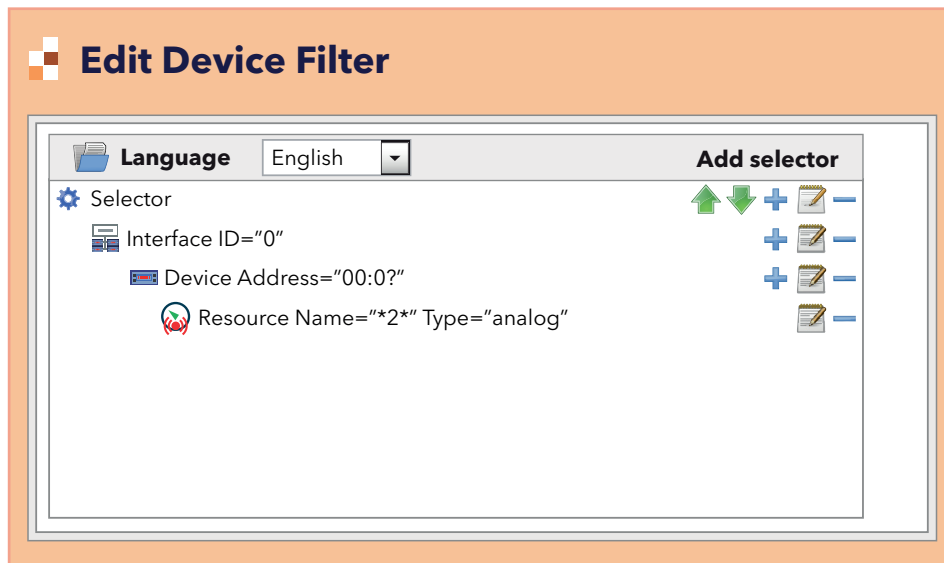 Edit Device Filter
Language English Add selector
Selector
Interface ID="0"
Device Address="00:0?"
Resource Name="*2*" Type="analog"